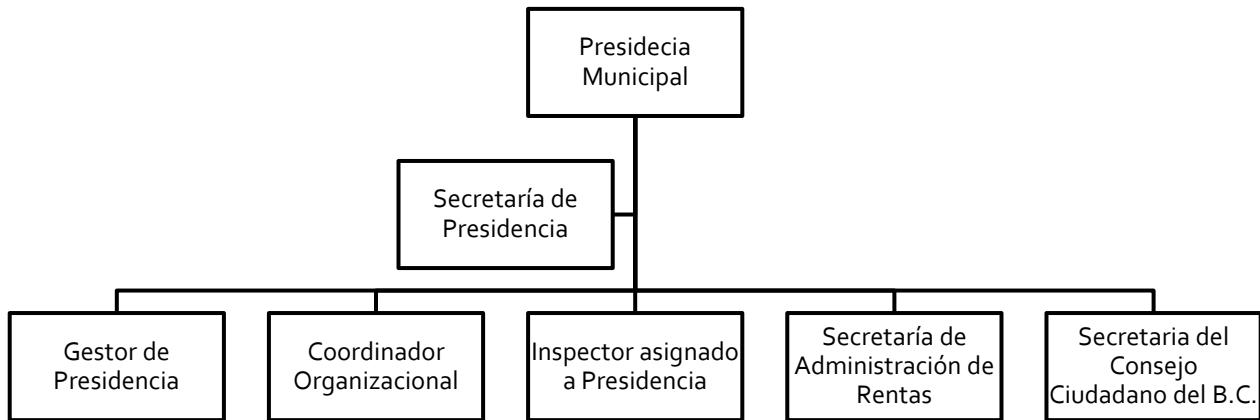 Presidecia
Municipal
Secretaría de
Presidencia
Gestor de
Presidencia
Coordinador
Organizacional
Inspector asignado
a Presidencia
Secretaría de
Administración de
Rentas
Secretaria del
Consejo
Ciudadano del B.C.